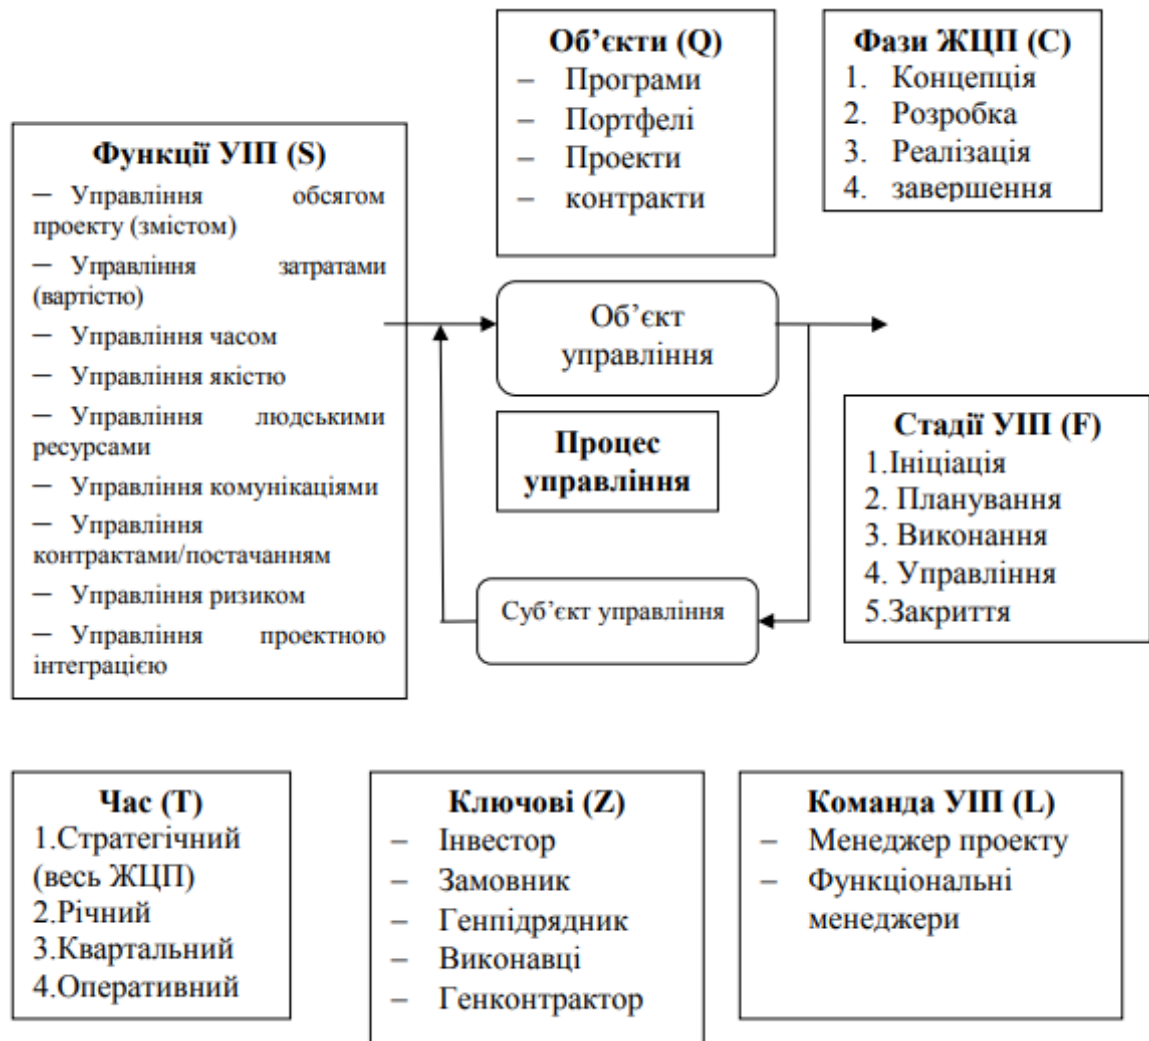 Об’єкти (Q)
– Програми
– Портфелі
– Проекти
– контракти
Фази ЖЦП (С)
1. Концепція
2. Розробка
3. Реалізація
4. завершення
Функції УІП (S)
– Управління обсягом
проекту (змістом)
– Управління затратами
(вартістю)
– Управління часом
– Управління якістю
– Управління людськими
ресурсами
– Управління комунікаціями
– Управління
контрактами/постачанням
– Управління ризиком
– Управління проектною
інтеграцією
Об’єкт
управління
Процес
управління
Суб’єкт управління
Стадії УІП (F)
1.Ініціація
2. Планування
3. Виконання
4. Управління
5.Закриття
Час (Т)
1.Стратегічний
(весь ЖЦП)
2.Річний
3.Квартальний
4.Оперативний
Ключові (Z)
– Інвестор
– Замовник
– Генпідрядник
– Виконавці
– Генконтрактор
Команда УІП (L)
– Менеджер проекту
– Функціональні
менеджери